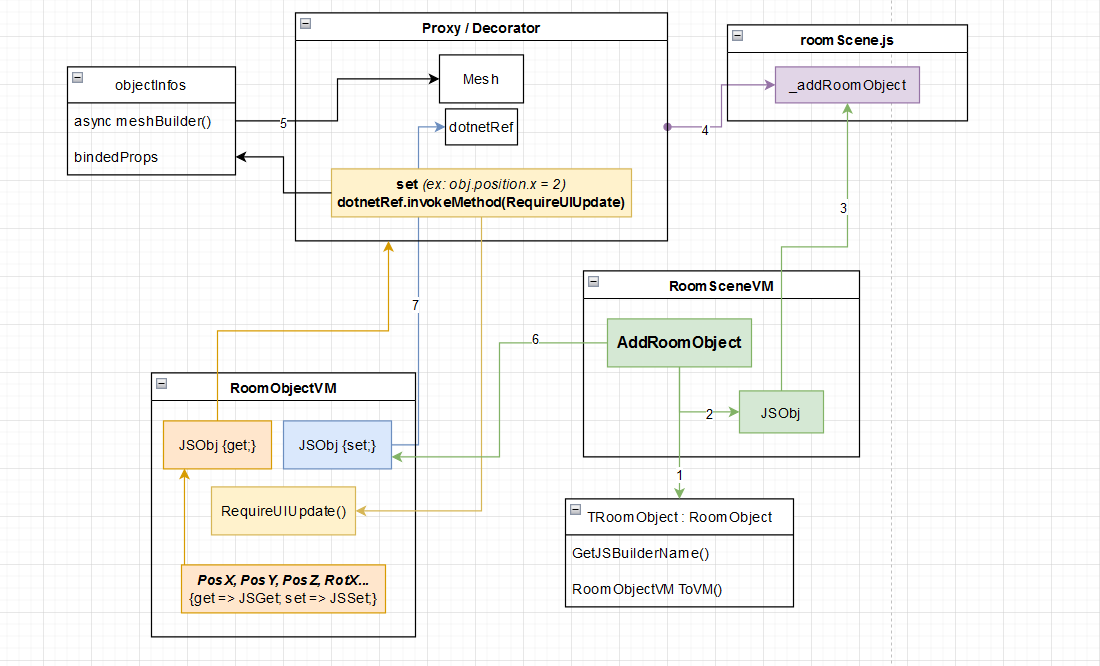 Proxy / Decorator
Mesh
dotnetRef
set (ex: obj.position.x = 2)
dotnetRef.invokeMethod(RequireUIUpdate)
objectInfos
async meshBuilder()
bindedProps
5
room Scene.js
_addRoomObject
4
3
7
6
RoomSceneVM
AddRoomObject
2
JSObj
1
RoomObjectVM
JSObj {get;}
JSObj {set;}
RequireUIUpdate()
PosX, PosY, PosZ, RotX...
{get => JSGet; set => JSSet;}
TRoomObject : RoomObject
GetJSBuilderName()
RoomObjectVM ToVM()